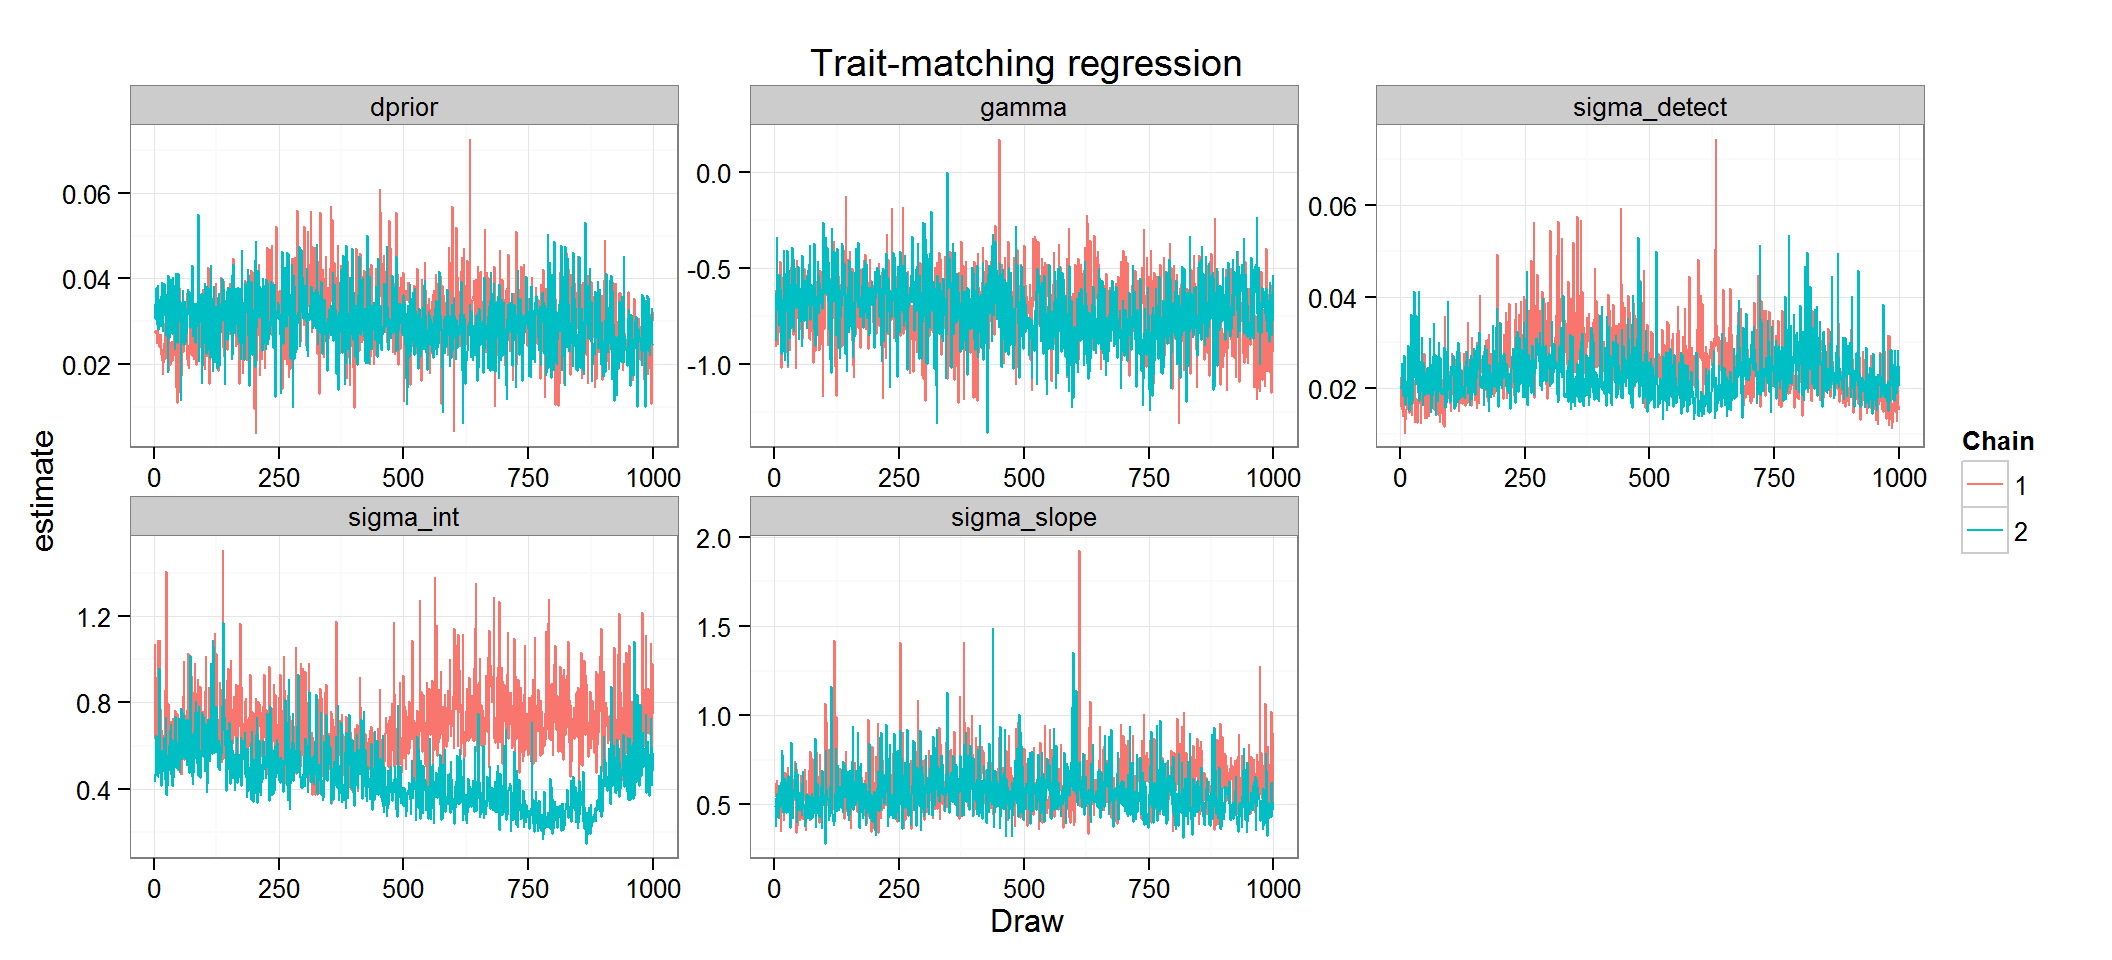 Trait-matching regression
dprior
gamma
sigma_detect
0.06
0.04
0.02
0.0
-0.5
-1.0
0.06
0.04
0.02
0 250 500 750 1000
0 250 500 750 1000
0 250 500 750 1000
estimate
Chain
1
2
sigma_int
sigma_slope
1.2
0.8
0.4
2.0
1.5
1.0
0.5
0 250 500 750 1000
0 250 500 750 1000
Draw